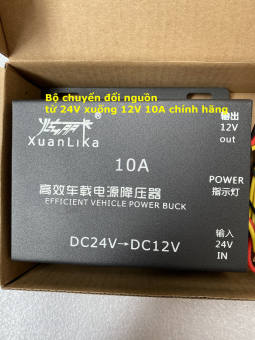 Bộ chuyển đổi nguồn
từ 24V xuống 12V 10A chính hãng
®
XuanLiKa
输出
12V
out
10A
POWER
指示灯
高效车载电源降压器
EFFICIENT VEHICLE POWER BUCK
输入
24V
IN
DC24V→DC12V